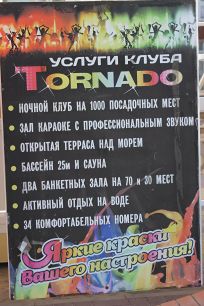 УСЛУГИ КЛУБА
TORNADO
• НОЧНОЙ КЛУБ НА 1000 ПОСАДОЧНЫХ МЕСТ
• ЗАЛ КАРАОКЕ С ПРОФЕССИОНАЛЬНЫМ ЗВУКОМ
• ОТКРЫТАЯ ТЕРРАСА НАД МОРЕМ
• БАССЕЙН 25м И САУНА
• ДВА БАНКЕТНЫХ ЗАЛА НА 70 и 30 МЕСТ
• АКТИВНЫЙ ОТДЫХ НА ВОДЕ
• 34 КОМФОРТАБЕЛЬНЫХ НОМЕРА
Яркие краски
Вашего настроения!